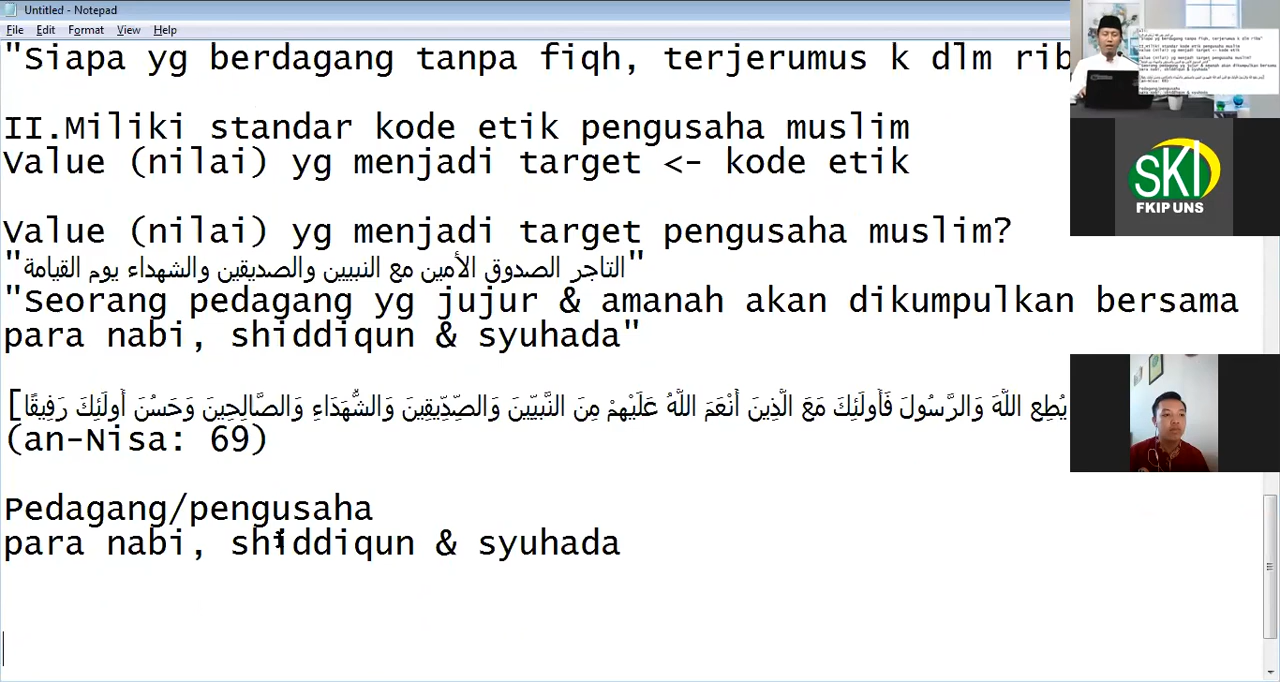 Untitled - Notepad
File Edit Format View Help
"Siapa yg berdagang tanpa fiqh, terjerumus k dlm rib
II.Miliki standar kode etik pengusaha muslim
Value (nilai) yg menjadi target <- kode etik
Value (nilai) yg menjadi target pengusaha muslim?
"التاجر الصدوق الأمين مع النبيين والصديقين والشهداء يوم القيامة"
"Seorang pedagang yg jujur & amanah akan dikumpulkan bersama
para nabi, shiddiqun & syuhada"
[يُطِعِ اللَّهَ وَالرَّسُولَ فَأُولَئِكَ مَعَ الَّذِينَ أَنْعَمَ اللَّهُ عَلَيْهِمْ مِنَ النَّبِيِّينَ وَالصِّدِّيقِينَ وَالشُّهَدَاءِ وَالصَّالِحِينَ وَحَسُنَ أُولَئِكَ رَفِيقًا
(an-Nisa: 69)
Pedagang/pengusaha
para nabi, shiddiqun & syuhada
SKI
FKIP UNS